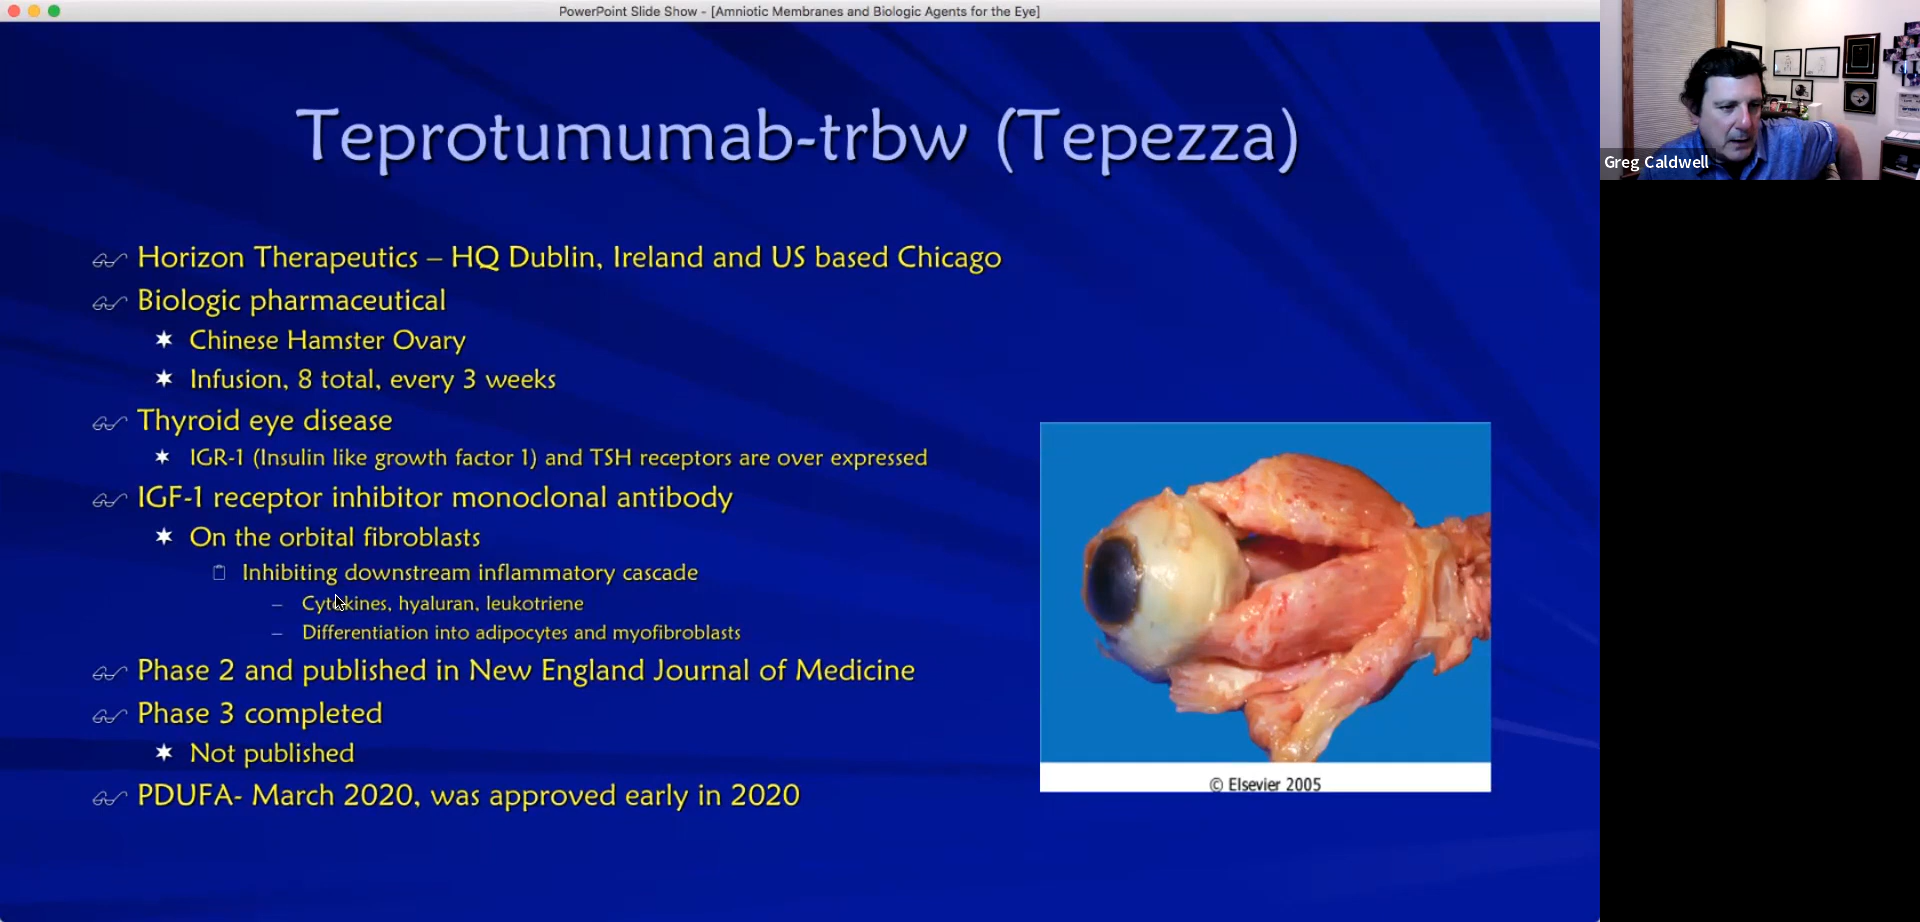 PowerPoint Slide Show - [Amniotic Membranes and Biologic Agents for the Eye]
Teprotumumab-trbw (Tepezza)
Horizon Therapeutics – HQ Dublin, Ireland and US based Chicago
Biologic pharmaceutical
Chinese Hamster Ovary
Infusion, 8 total, every 3 weeks
Thyroid eye disease
IGR-1 (Insulin like growth factor 1) and TSH receptors are over expressed
IGF-1 receptor inhibitor monoclonal antibody
On the orbital fibroblasts
Inhibiting downstream inflammatory cascade
– Cytokines, hyaluran, leukotriene
– Differentiation into adipocytes and myofibroblasts
Phase 2 and published in New England Journal of Medicine
Phase 3 completed
Not published
PDUFA- March 2020, was approved early in 2020
© Elsevier 2005
Greg Caldwell